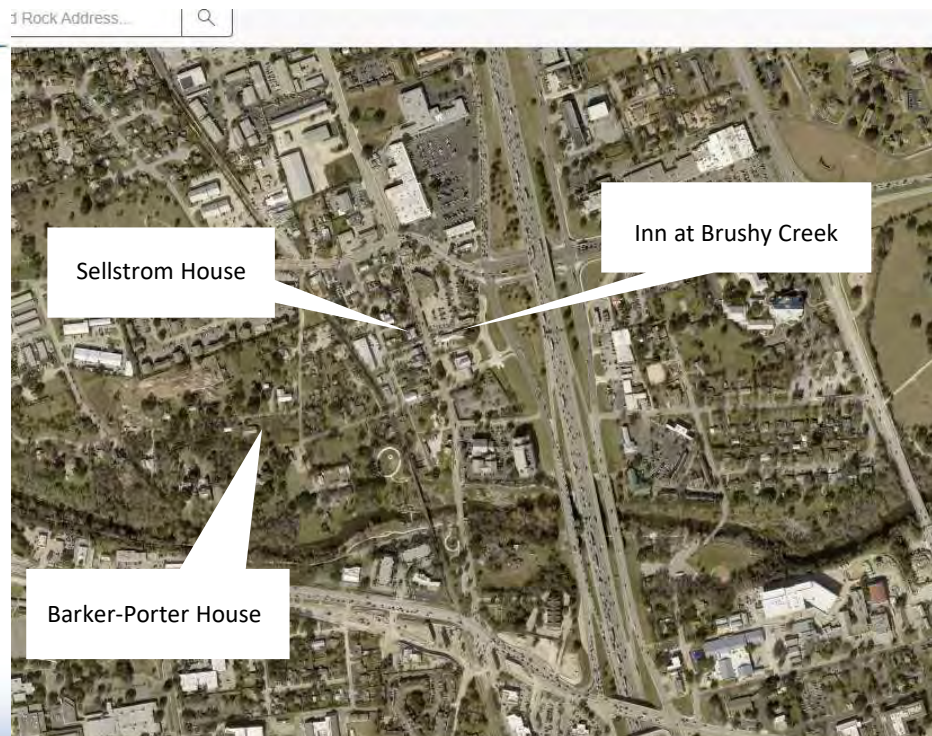 d Rock Address...
Inn at Brushy Creek
Sellstrom House
Barker-Porter House